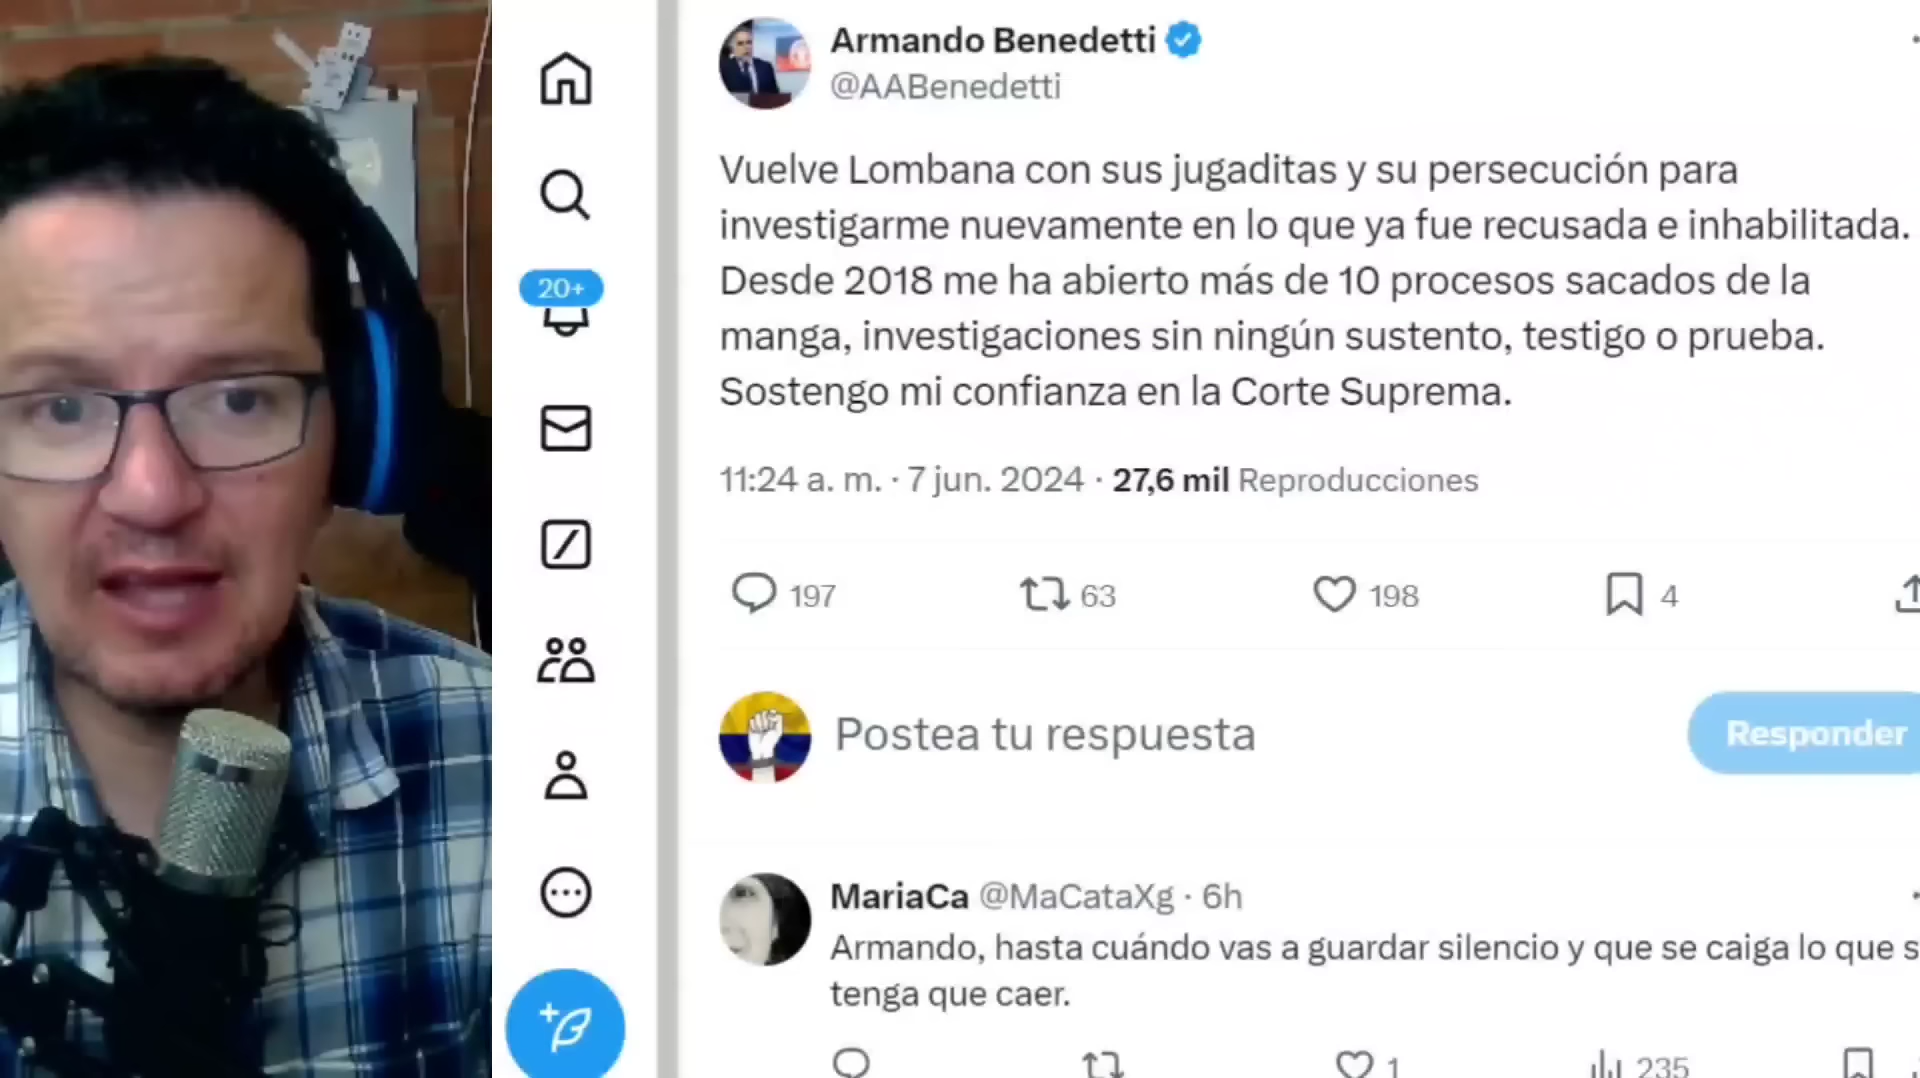 Armando Benedetti
@AABenedetti
Vuelve Lombana con sus jugaditas y su persecución para
investigarme nuevamente en lo que ya fue recusada e inhabilitada.
Desde 2018 me ha abierto más de 10 procesos sacados de la
manga, investigaciones sin ningún sustento, testigo o prueba.
Sostengo mi confianza en la Corte Suprema.
11:24 a. m. · 7 jun. 2024 · 27,6 mil Reproducciones
20+
197 63 198 4
Postea tu respuesta
Responder
MariaCa @MaCataXg · 6h
Armando, hasta cuándo vas a guardar silencio y que se caiga lo que s
tenga que caer.
1 235